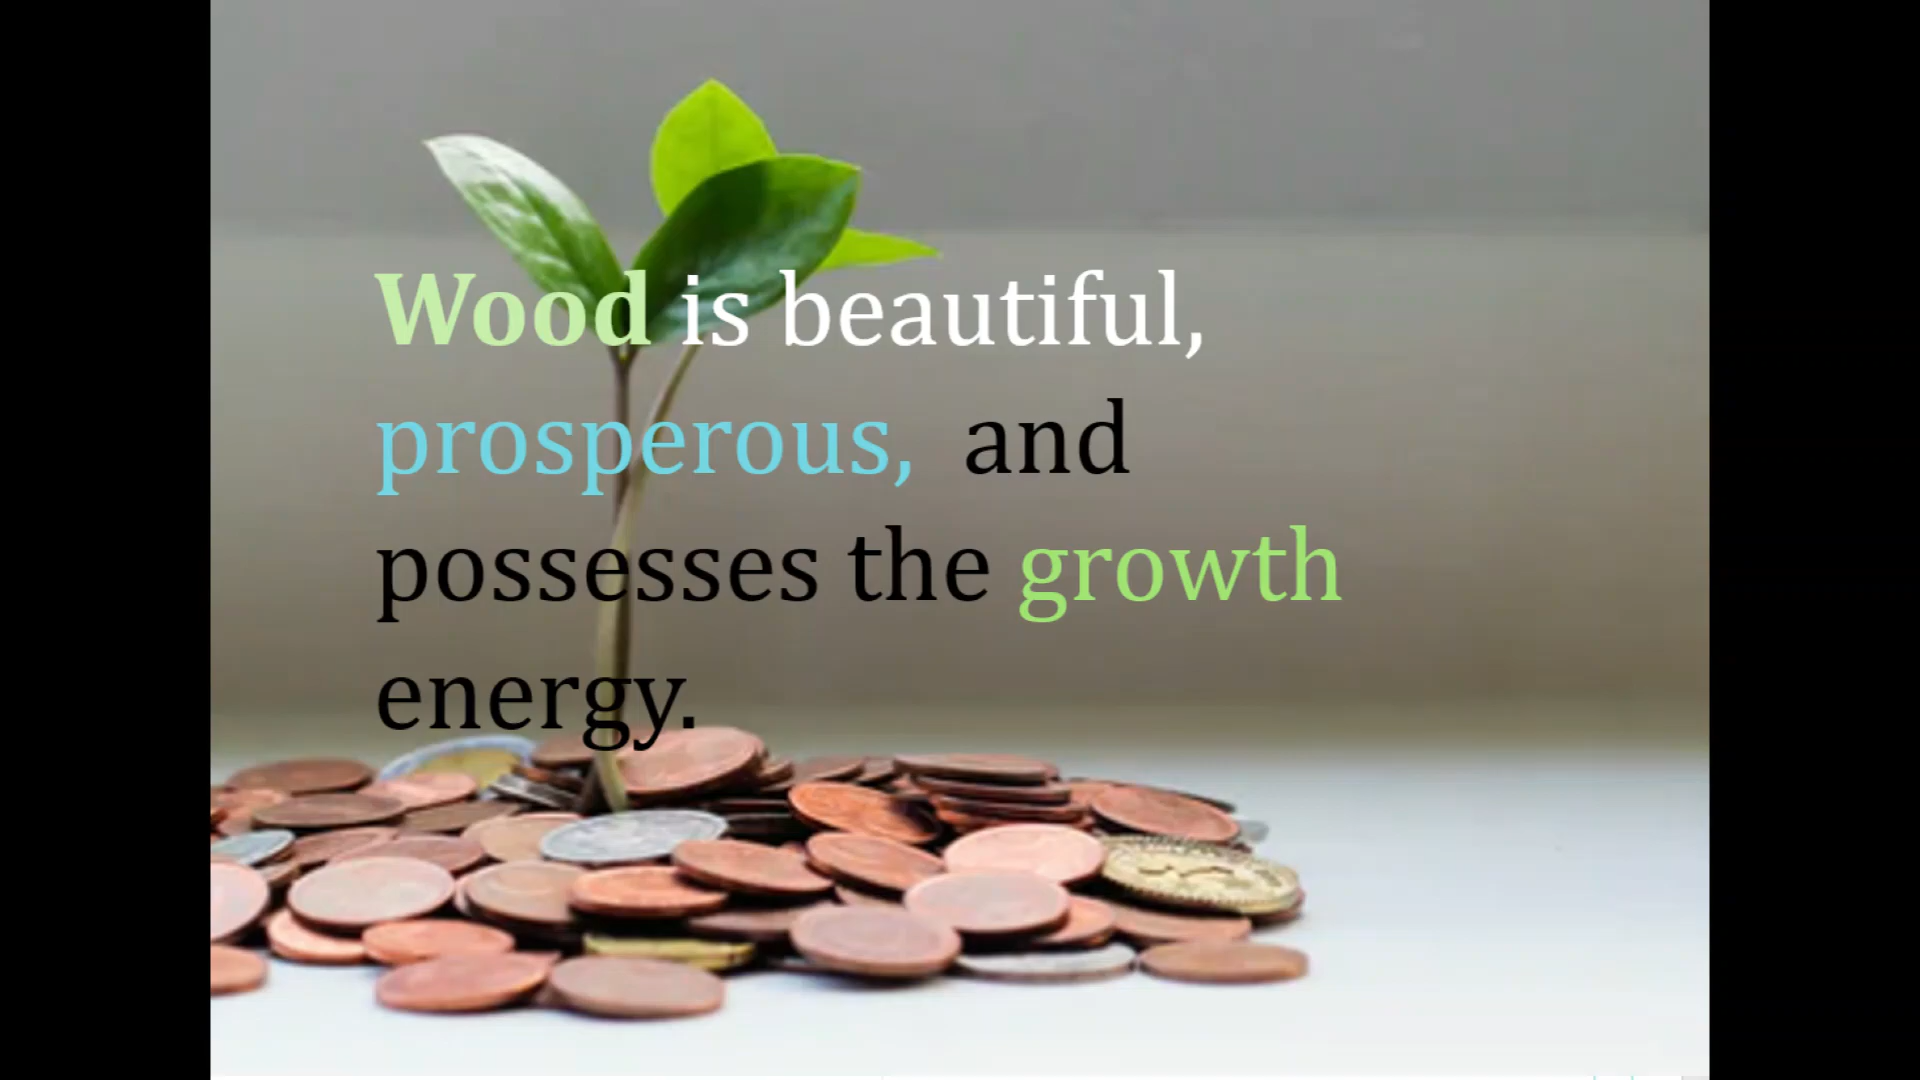 Wood is beautiful,
prosperous, and
possesses the growth
energy.